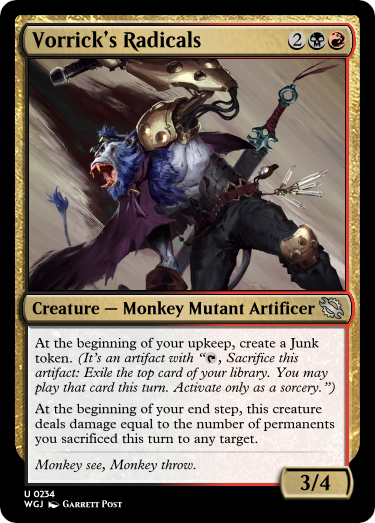 Vorrick's Radicals 2
Creature — Monkey Mutant Artificer
At the beginning of your upkeep, create a Junk
token. (It's an artifact with “, Sacrifice this
artifact: Exile the top card of your library. You may
play that card this turn. Activate only as a sorcery.”)
At the beginning of your end step, this creature
deals damage equal to the number of permanents
you sacrificed this turn to any target.
Monkey see, Monkey throw.
3/4
U 0234
WGJ Garrett Post